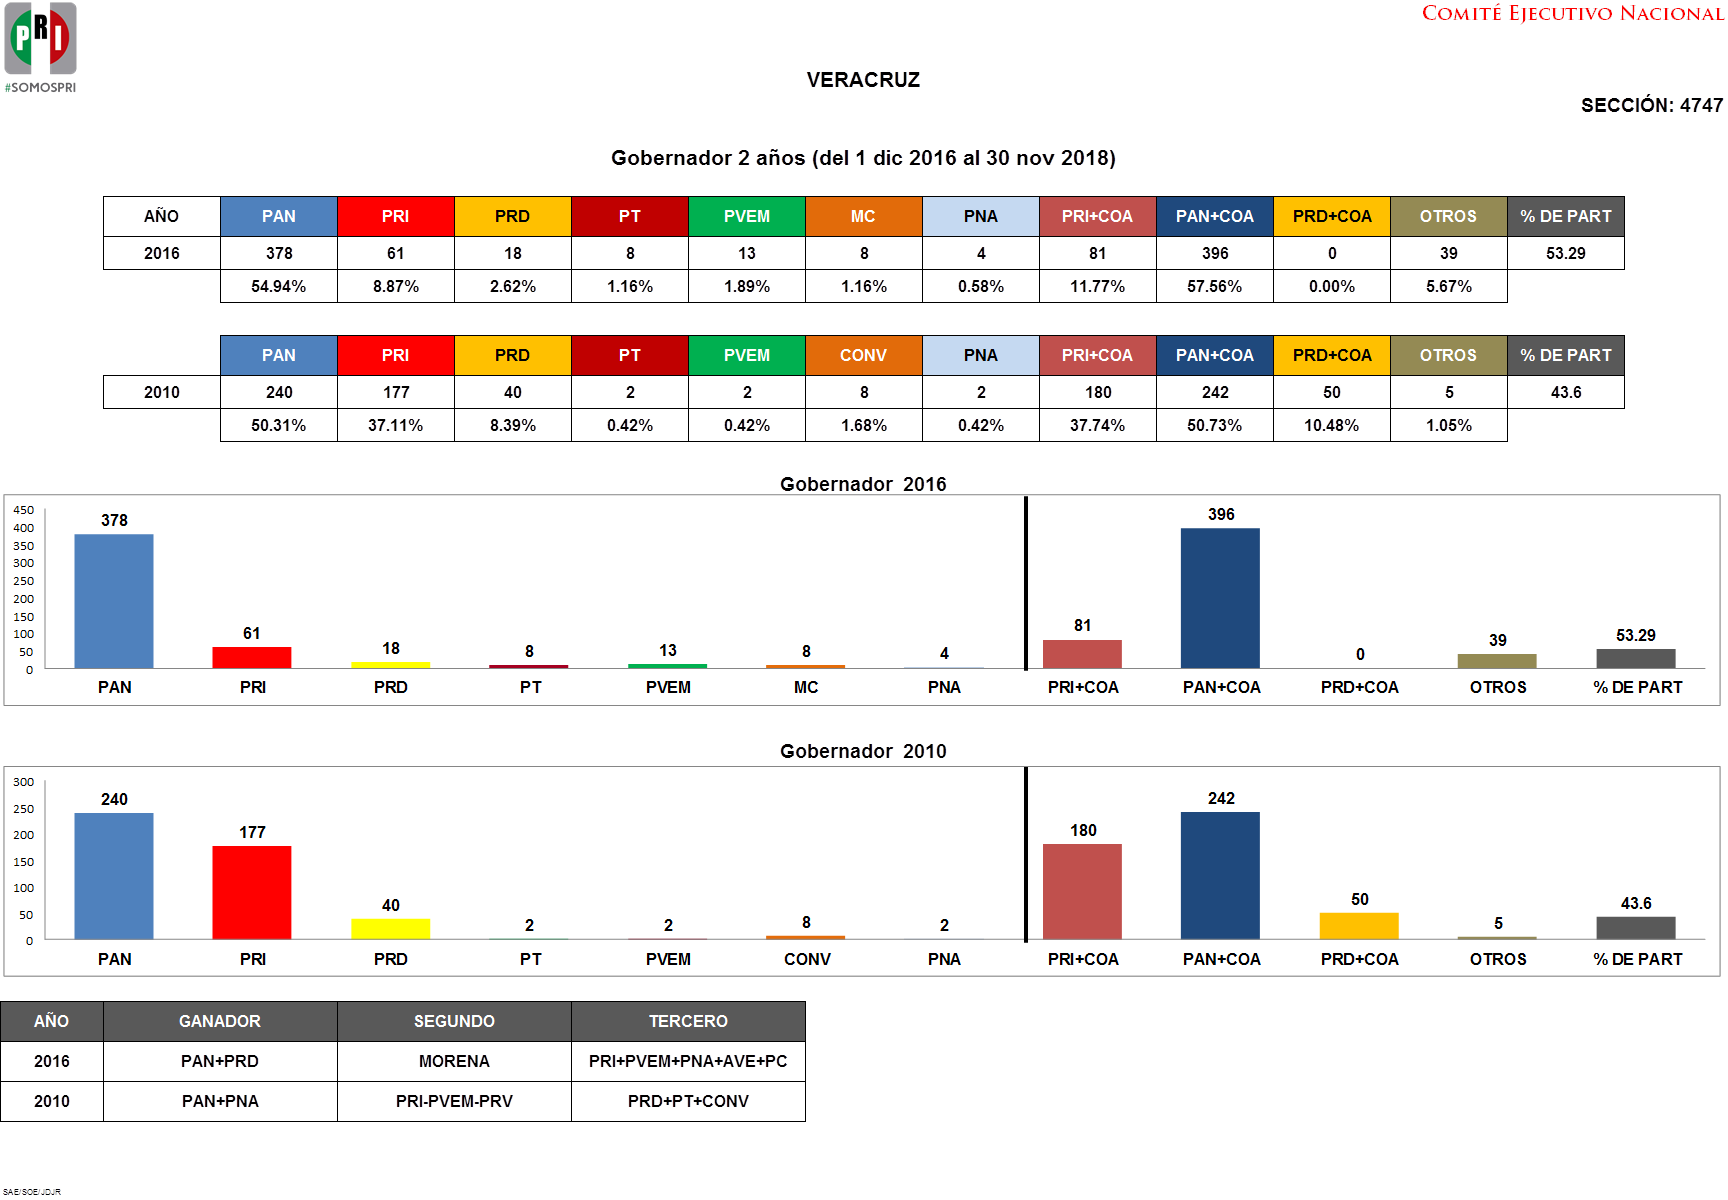 PRI
#SOMOSPRI
COMITÉ EJECUTIVO NACIONAL
VERACRUZ
SECCIÓN: 4747
Gobernador 2 años (del 1 dic 2016 al 30 nov 2018)
AÑO PAN PRI PRD PT PVEM MC PNA PRI+COA PAN+COA PRD+COA OTROS % DE PART
2016 378 61 18 8 13 8 4 81 396 0 39 53.29
54.94% 8.87% 2.62% 1.16% 1.89% 1.16% 0.58% 11.77% 57.56% 0.00% 5.67%
PAN PRI PRD PT PVEM CONV PNA PRI+COA PAN+COA PRD+COA OTROS % DE PART
2010 240 177 40 2 2 8 2 180 242 50 5 43.6
50.31% 37.11% 8.39% 0.42% 0.42% 1.68% 0.42% 37.74% 50.73% 10.48% 1.05%
Gobernador 2016
450
400
350
300
250
200
150
100
50
0
378 61 18 8 13 8 4 81 396 0 39 53.29
PAN PRI PRD PT PVEM MC PNA PRI+COA PAN+COA PRD+COA OTROS % DE PART
Gobernador 2010
300
250
200
150
100
50
0
240 177 40 2 2 8 2 180 242 50 5 43.6
PAN PRI PRD PT PVEM CONV PNA PRI+COA PAN+COA PRD+COA OTROS % DE PART
AÑO GANADOR SEGUNDO TERCERO
2016 PAN+PRD MORENA PRI+PVEM+PNA+AVE+PC
2010 PAN+PNA PRI-PVEM-PRV PRD+PT+CONV
SAE/SOE/JDJR